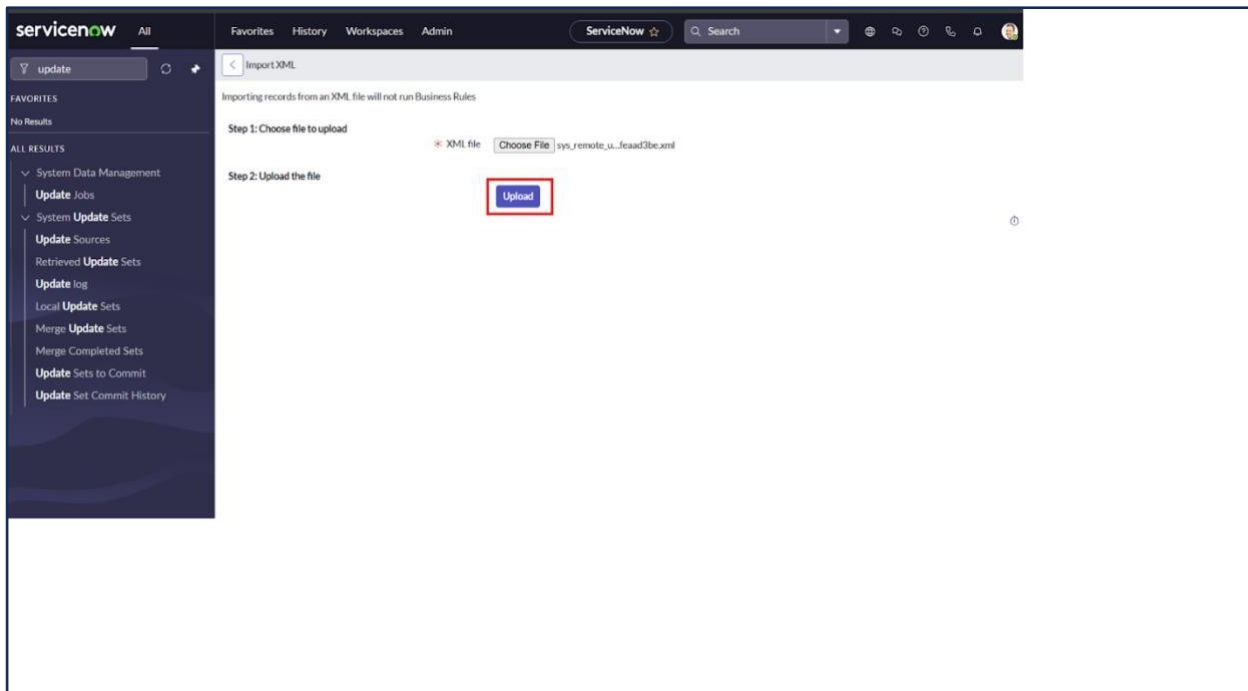 servicenow All Favorites History Workspaces Admin ServiceNow Search
update
Import XML
Importing records from an XML file will not run Business Rules
FAVORITES
No Results
Step 1: Choose file to upload
XML file Choose File sys_remote_u...feaad3be.xml
ALL RESULTS
System Data Management
Step 2: Upload the file
Update Jobs
Upload
System Update Sets
Update Sources
Retrieved Update Sets
Update log
Local Update Sets
Merge Update Sets
Merge Completed Sets
Update Sets to Commit
Update Set Commit History